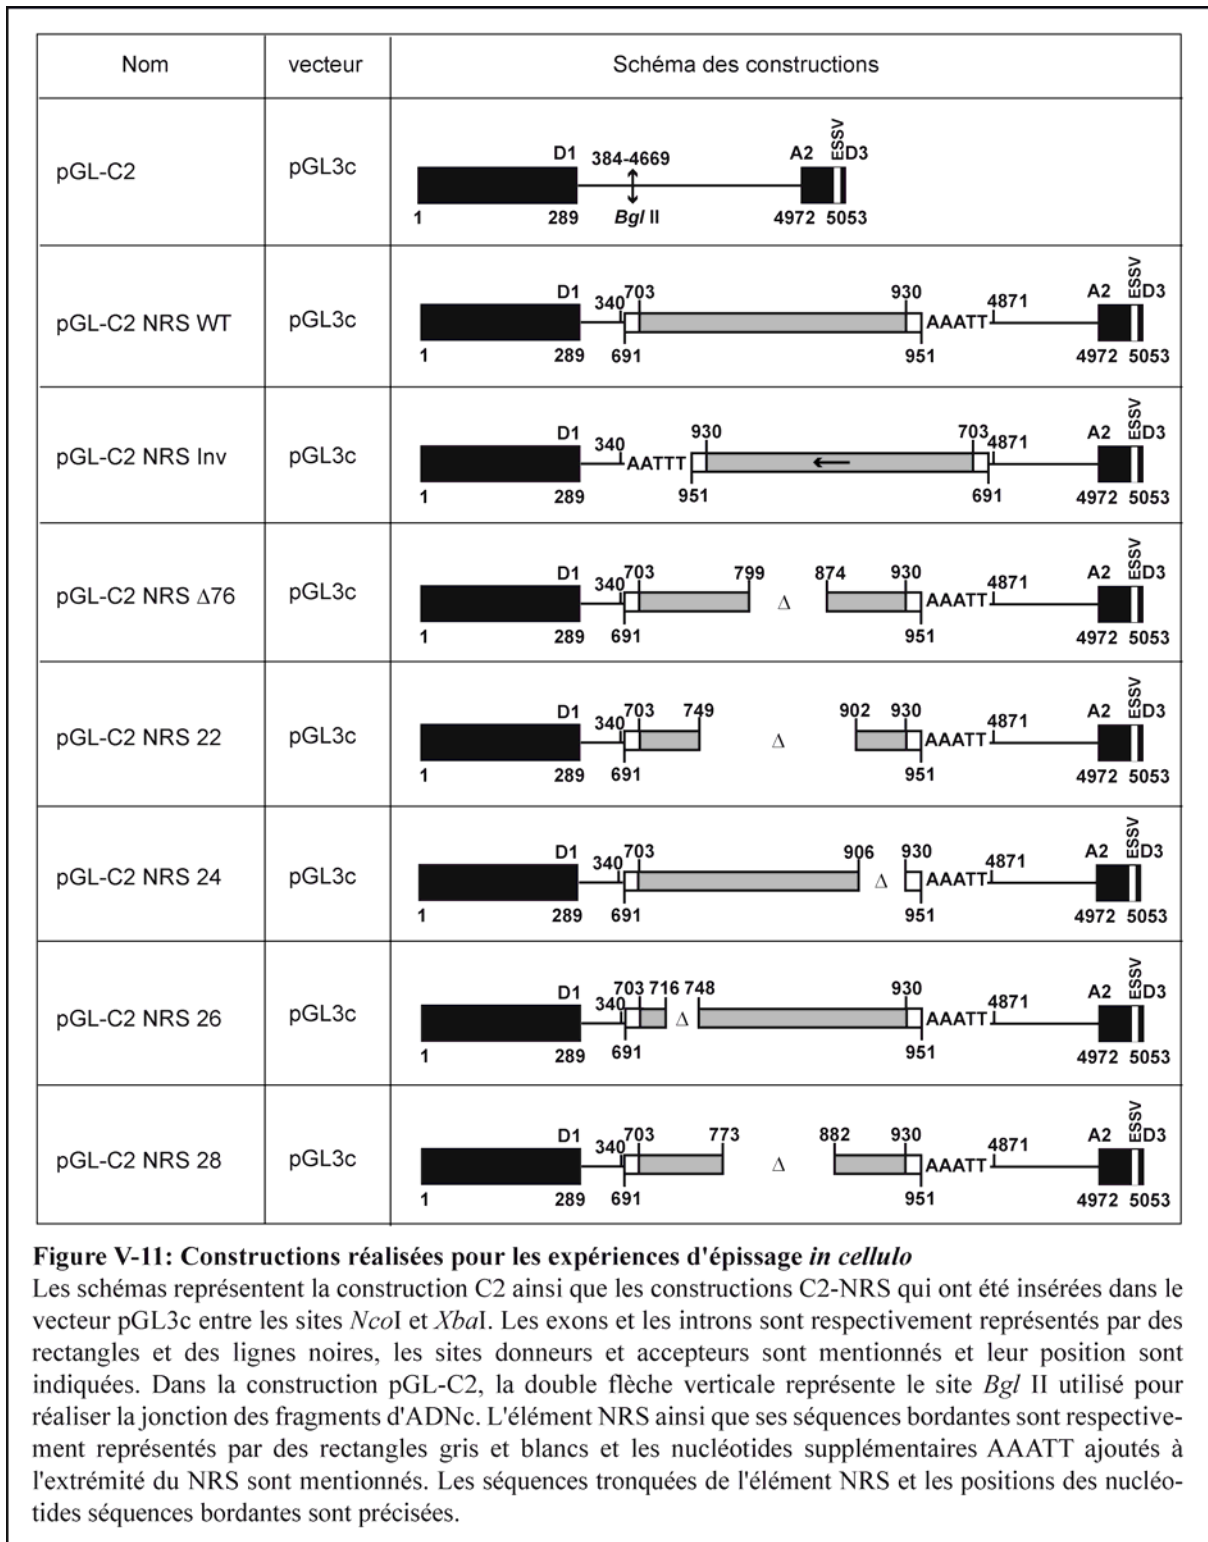 Nom vecteur Schéma des constructions
pGL-C2 pGL3c
D1 384-4669 A2 ESSV D3
1 289 Bgl II 4972 5053
pGL-C2 NRS WT pGL3c
D1 340 703 930 AAATT 4871 A2 ESSV D3
1 289 691 951 4972 5053
pGL-C2 NRS Inv pGL3c
D1 340 AATTT 930 703 4871 A2 ESSV D3
1 289 951 691 4972 5053
pGL-C2 NRS Δ76 pGL3c
D1 340 703 799 Δ 874 930 AAATT 4871 A2 ESSV D3
1 289 691 951 4972 5053
pGL-C2 NRS 22 pGL3c
D1 340 703 749 Δ 902 930 AAATT 4871 A2 ESSV D3
1 289 691 951 4972 5053
pGL-C2 NRS 24 pGL3c
D1 340 703 906 Δ 930 AAATT 4871 A2 ESSV D3
1 289 691 951 4972 5053
pGL-C2 NRS 26 pGL3c
D1 340 703 716 Δ 748 930 AAATT 4871 A2 ESSV D3
1 289 691 951 4972 5053
pGL-C2 NRS 28 pGL3c
D1 340 703 773 Δ 882 930 AAATT 4871 A2 ESSV D3
1 289 691 951 4972 5053
Figure V-11: Constructions réalisées pour les expériences d'épissage in cellulo
Les schémas représentent la construction C2 ainsi que les constructions C2-NRS qui ont été insérées dans le
vecteur pGL3c entre les sites NcoI et XbaI. Les exons et les introns sont respectivement représentés par des
rectangles et des lignes noires, les sites donneurs et accepteurs sont mentionnés et leur position sont
indiquées. Dans la construction pGL-C2, la double flèche verticale représente le site Bgl II utilisé pour
réaliser la jonction des fragments d'ADNc. L'élément NRS ainsi que ses séquences bordantes sont respective-
ment représentés par des rectangles gris et blancs et les nucléotides supplémentaires AAATT ajoutés à
l'extrémité du NRS sont mentionnés. Les séquences tronquées de l'élément NRS et les positions des nucléo-
tides séquences bordantes sont précisées.